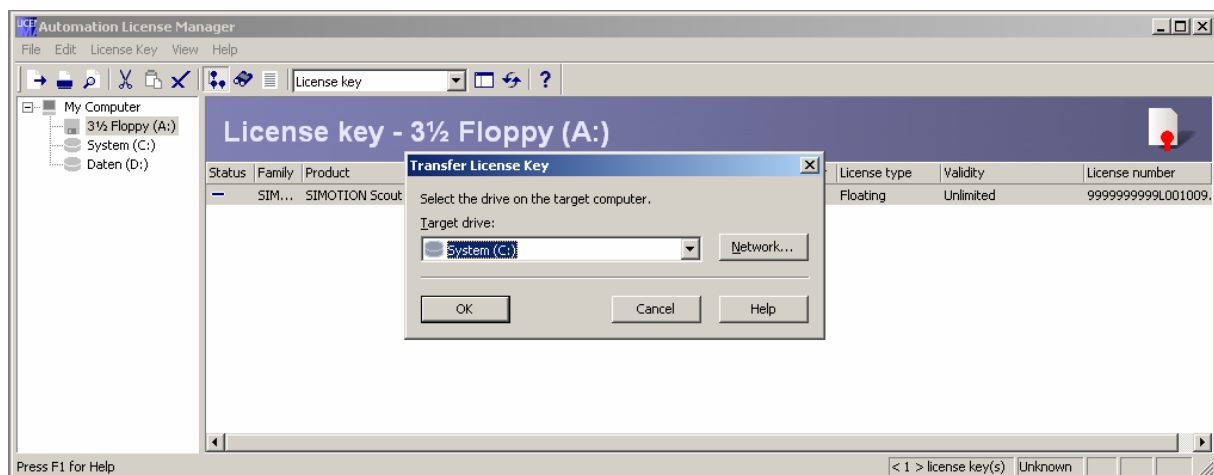 Automation License Manager
File Edit License Key View Help
License key
My Computer
3½ Floppy (A:)
System (C:)
Daten (D:)
License key - 3½ Floppy (A:)
Status Family Product License type Validity License number
SIM... SIMOTION Scout Floating Unlimited 9999999999L001009.
Transfer License Key
Select the drive on the target computer.
Target drive:
System (C:) Network...
OK Cancel Help
Press F1 for Help < 1 > license key(s) Unknown